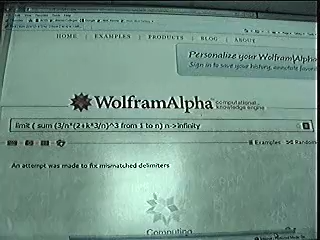 HOME | EXAMPLES | PRODUCTS | BLOG | ABOUT
Personalize your Wolfram|Alpha
Sign in to save your history, annotate favorit
WolframAlpha computational... knowledge engine
limit ( sum (3/n*(2+k*3/n)^3 from 1 to n) n->infinity
Examples Random
An attempt was made to fix mismatched delimiters
Computing